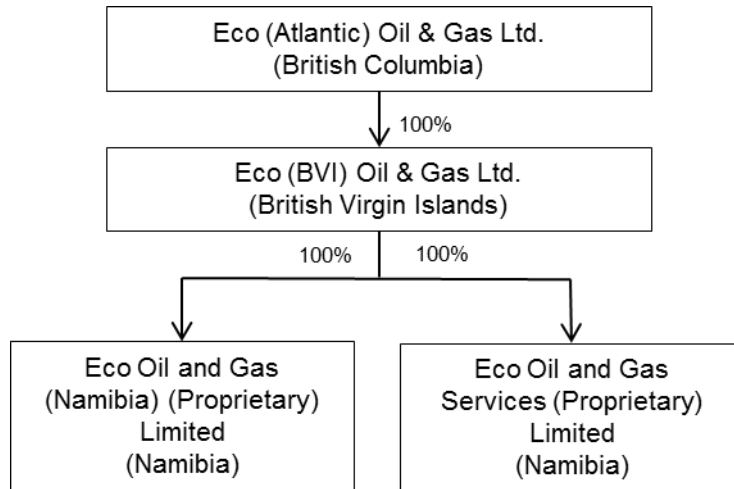 Eco (Atlantic) Oil & Gas Ltd.
(British Columbia)
100%
Eco (BVI) Oil & Gas Ltd.
(British Virgin Islands)
100%
100%
Eco Oil and Gas
(Namibia) (Proprietary)
Limited
(Namibia)
Eco Oil and Gas
Services (Proprietary)
Limited
(Namibia)